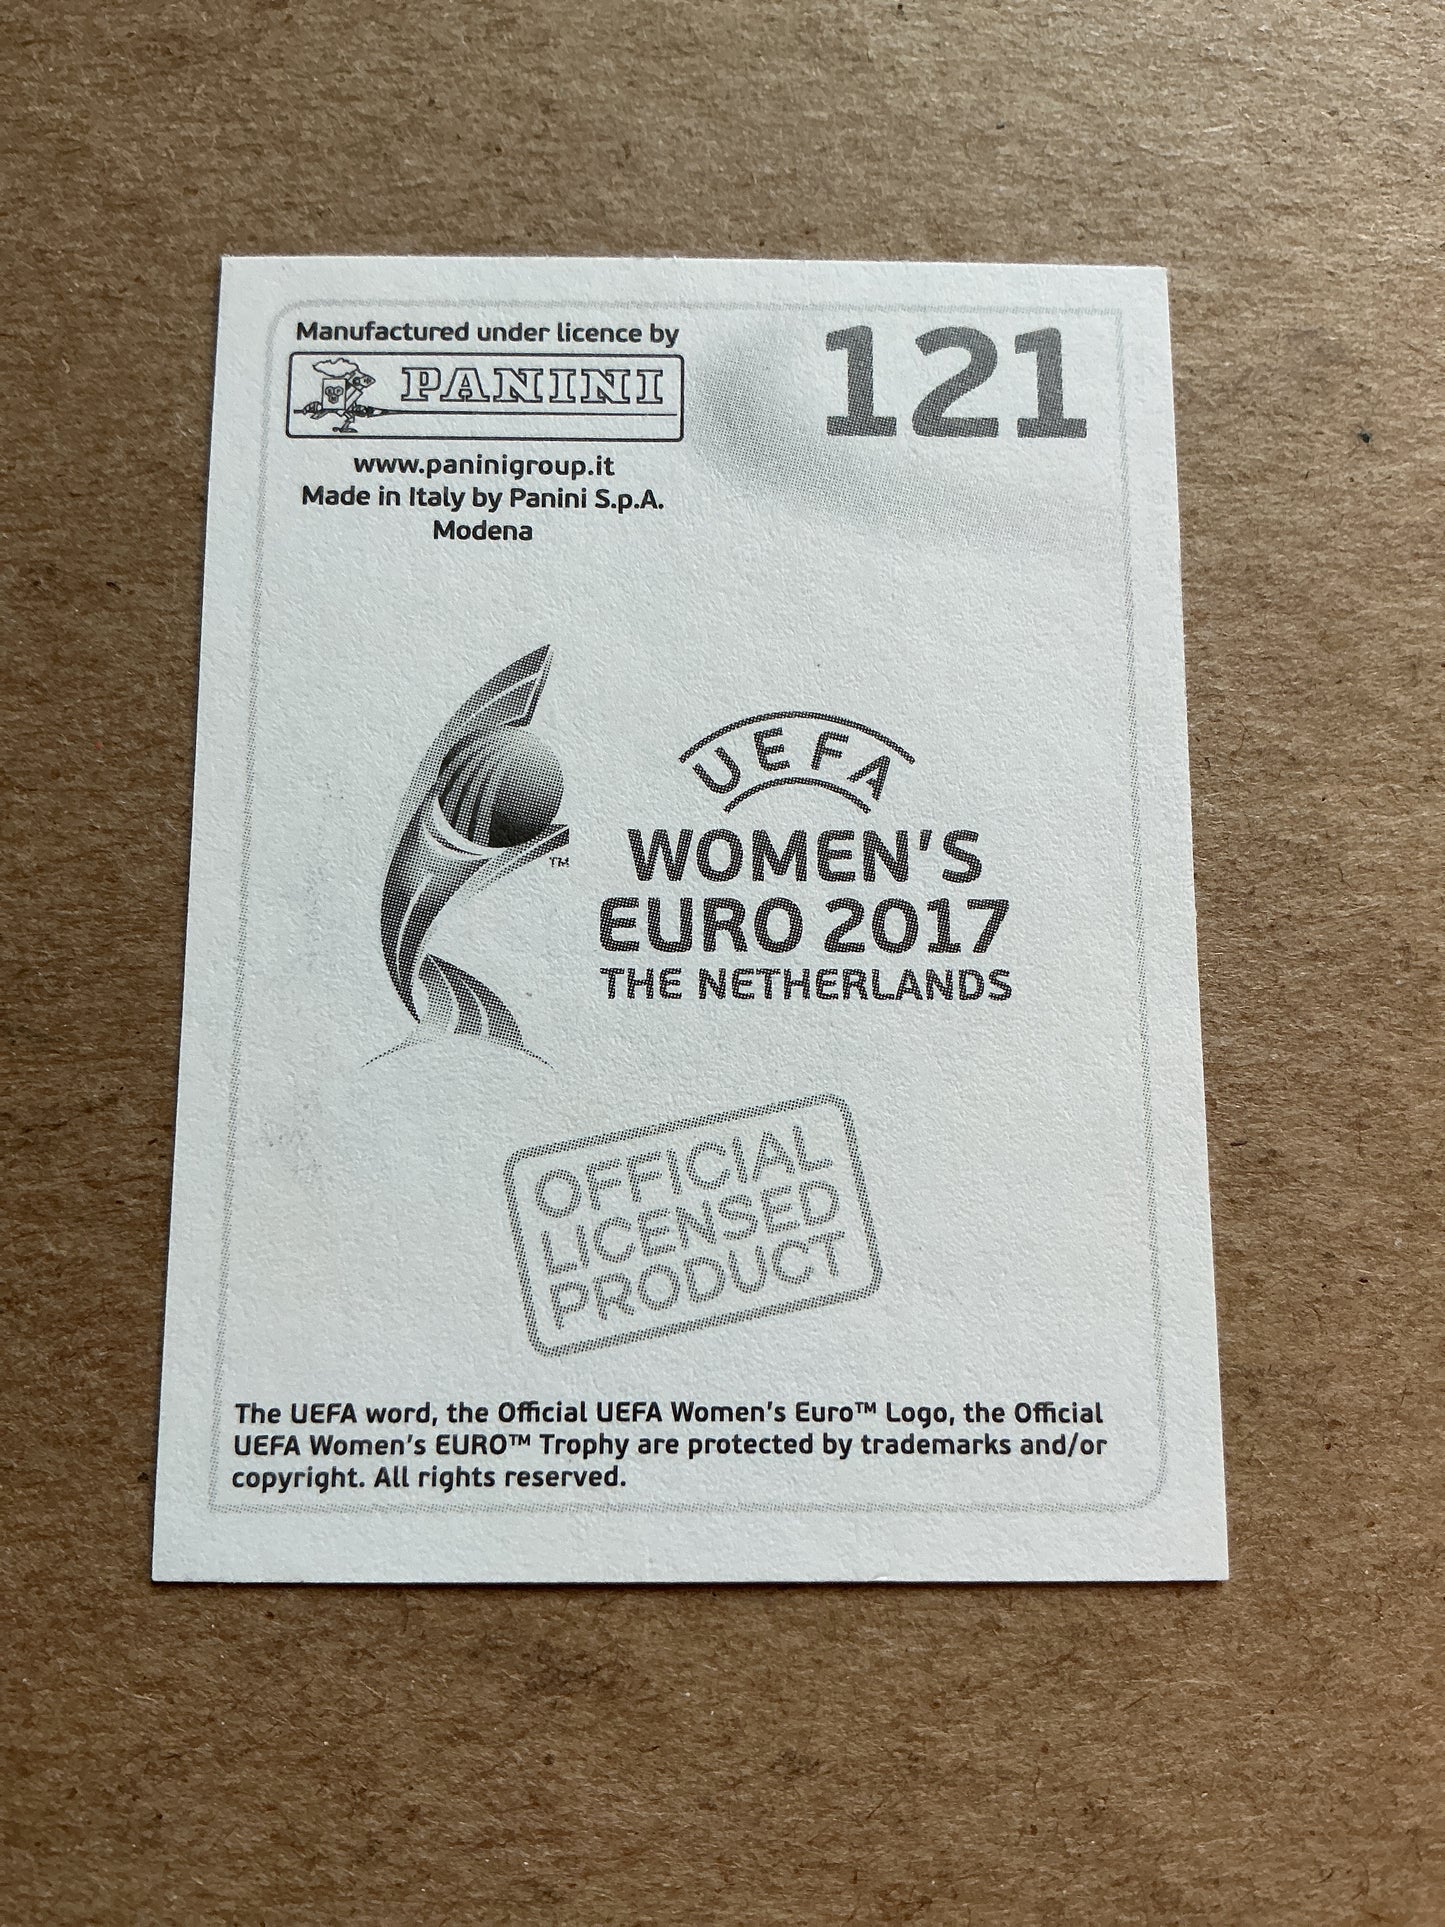 Manufactured under licence by
PANINI
121
www.paninigroup.it
Made in Italy by Panini S.p.A.
Modena
UEFA
WOMEN'S
EURO 2017
THE NETHERLANDS
TM
OFFICIAL
LICENSED
PRODUCT
The UEFA word, the Official UEFA Women's Euro™ Logo, the Official
UEFA Women's EURO™ Trophy are protected by trademarks and/or
copyright. All rights reserved.